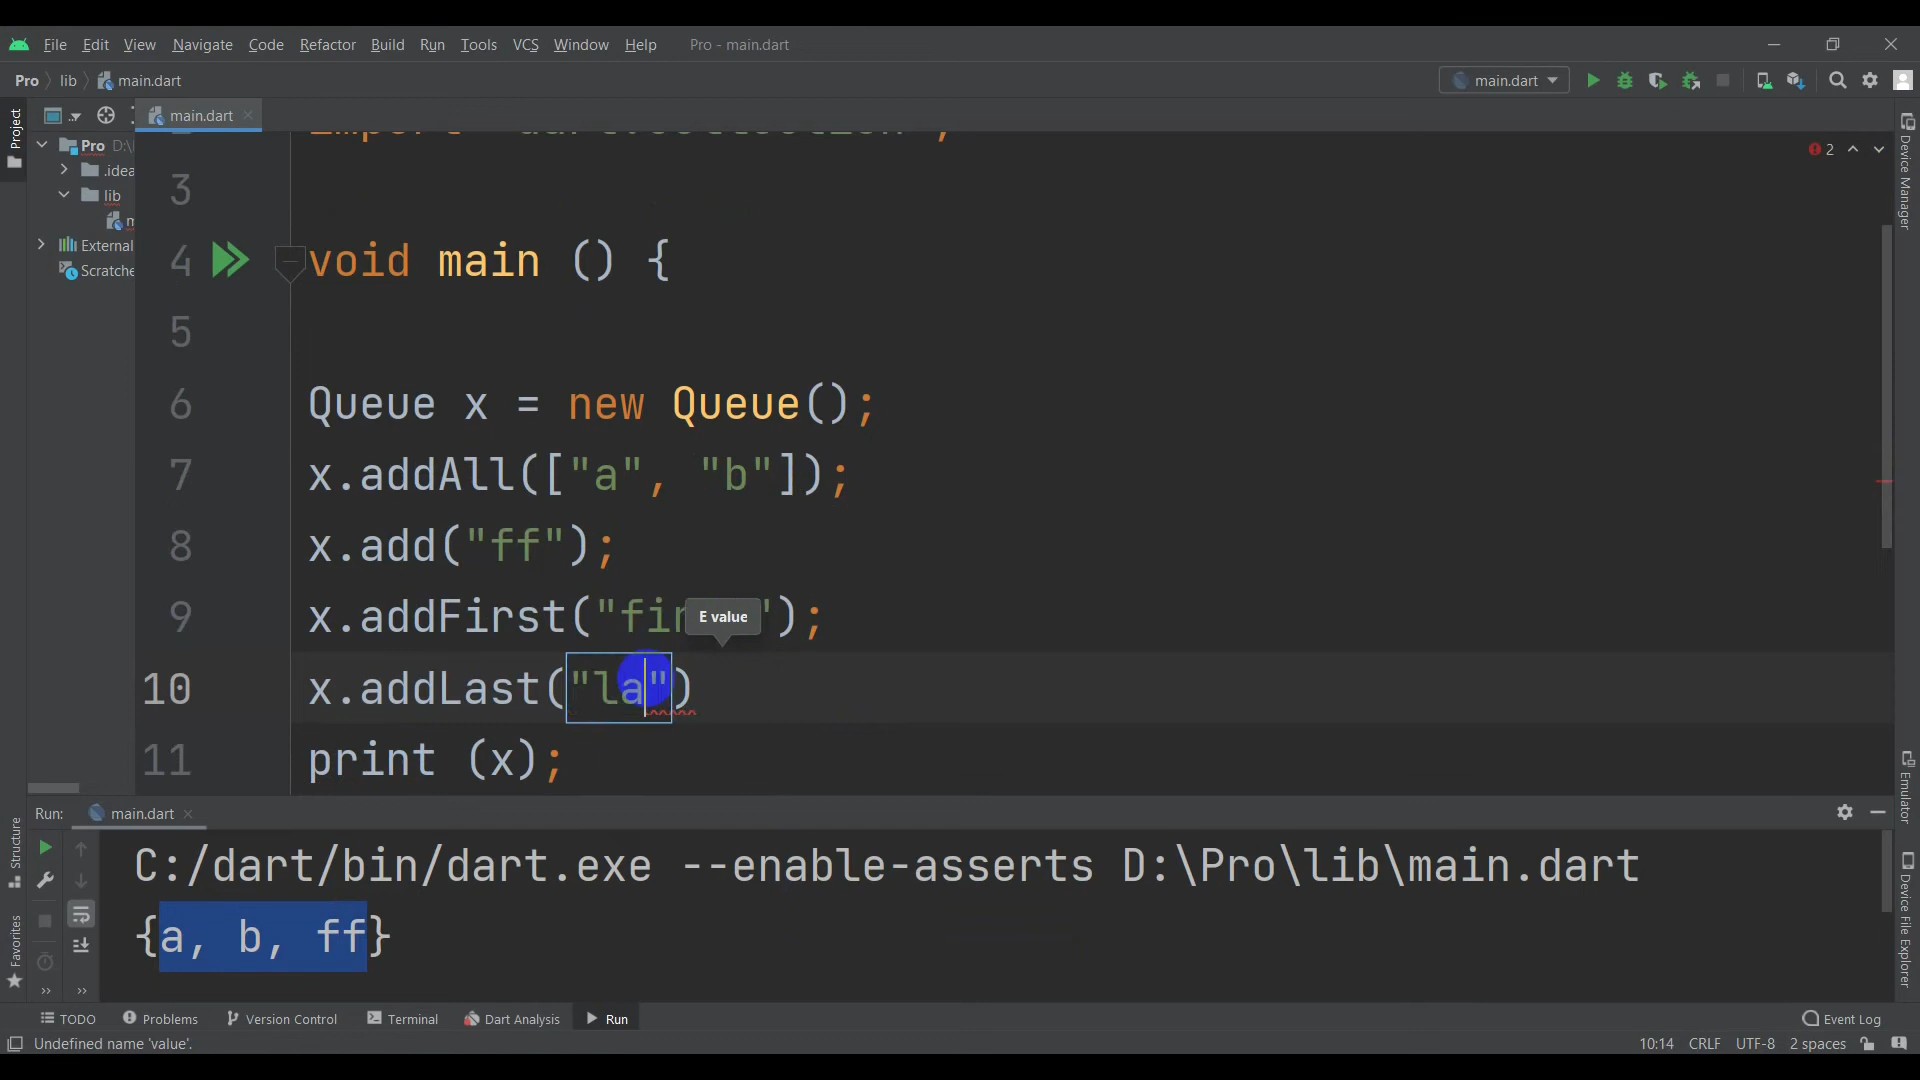 File Edit View Navigate Code Refactor Build Run Tools VCS Window Help Pro - main.dart
Pro lib main.dart main.dart
Project
main.dart
Pro D:\
.idea
lib
External
Scratche
2
3
4 void main () {
5
6 Queue x = new Queue();
7 x.addAll(["a", "b"]);
8 x.add("ff");
9 x.addFirst("fir ");
E value
10 x.addLast("la")
11 print (x);
Device Manager
Emulator
Device File Explorer
Structure
Favorites
Run: main.dart
C:/dart/bin/dart.exe --enable-asserts D:\Pro\lib\main.dart
{a, b, ff}
TODO Problems Version Control Terminal Dart Analysis Run Event Log
Undefined name 'value'. 10:14 CRLF UTF-8 2 spaces